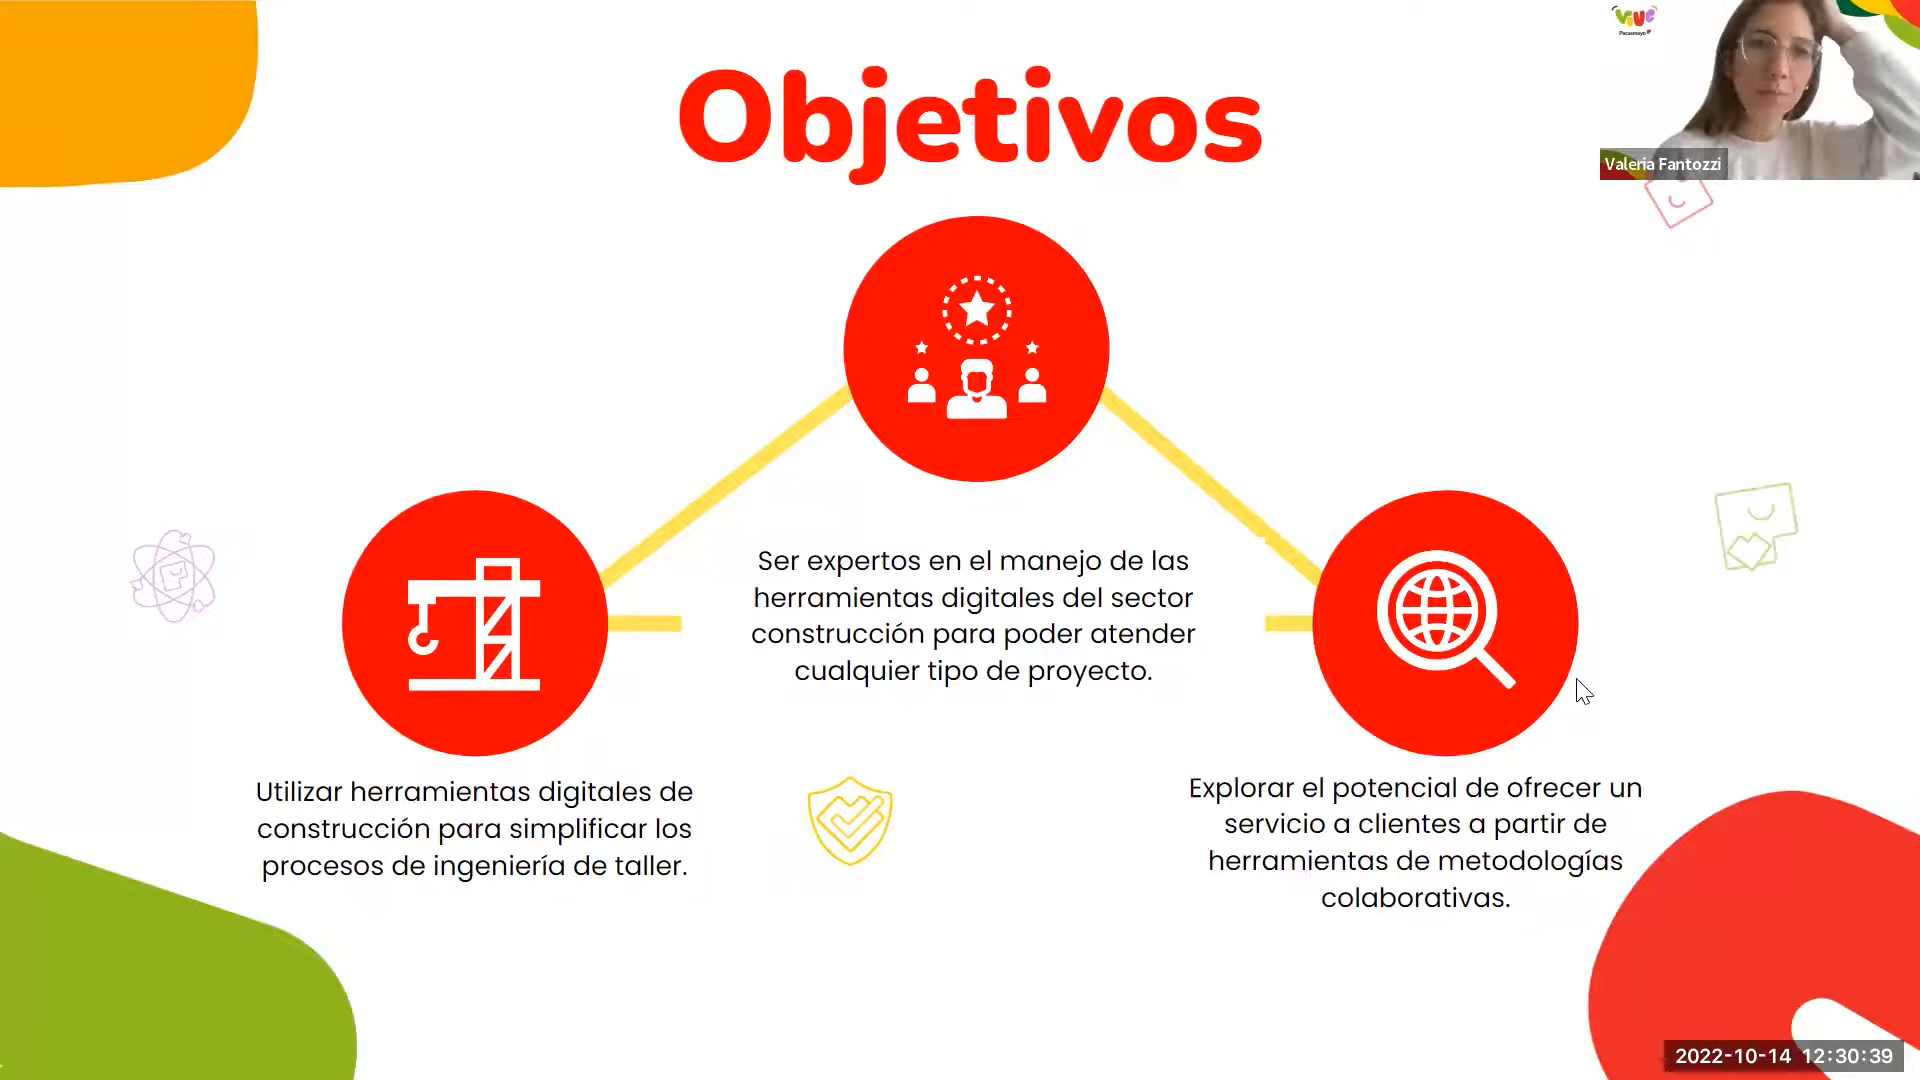 Objetivos
ViVe
Pacasmayo
Valeria Fantozzi
Ser expertos en el manejo de las
herramientas digitales del sector
construcción para poder atender
cualquier tipo de proyecto.
Utilizar herramientas digitales de
construcción para simplificar los
procesos de ingeniería de taller.
Explorar el potencial de ofrecer un
servicio a clientes a partir de
herramientas de metodologías
colaborativas.
2022-10-14 12:30:39